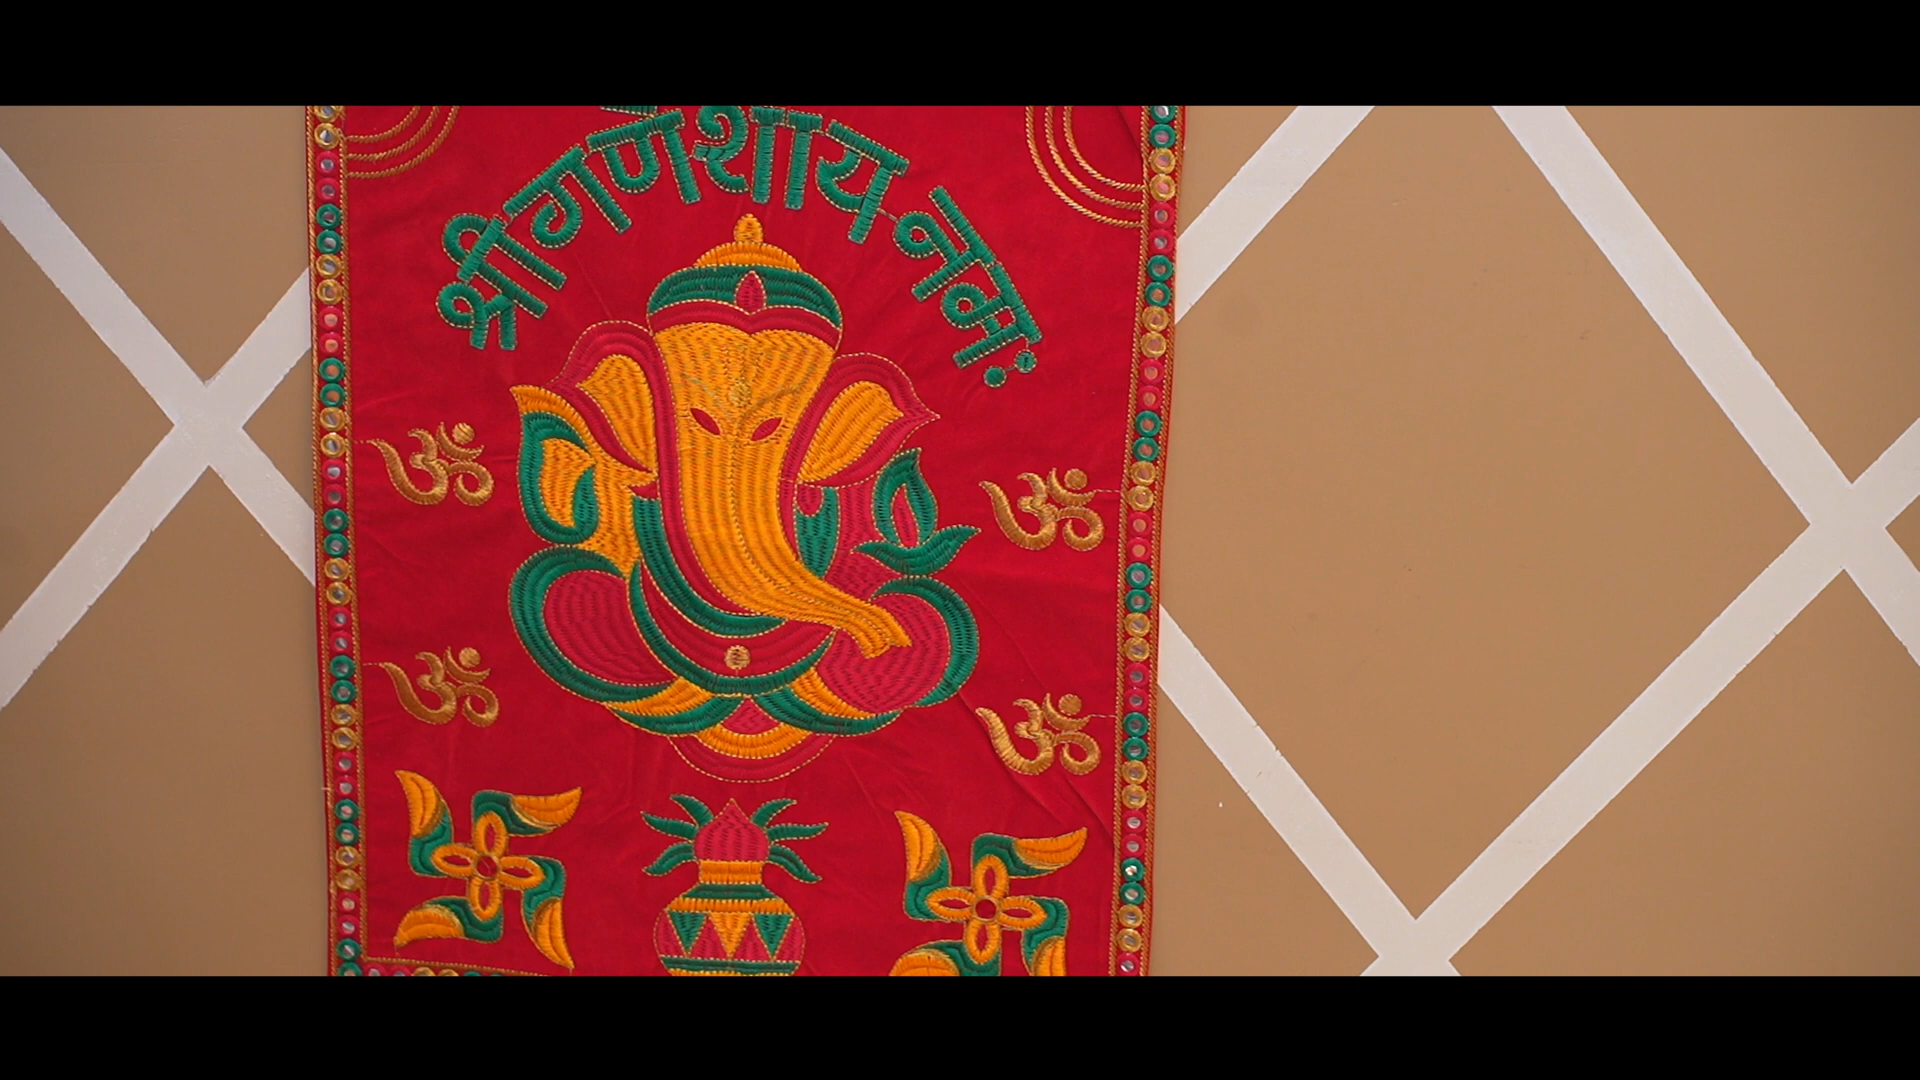 श्री गणेशाय नमः
ॐ ॐ
ॐ ॐ